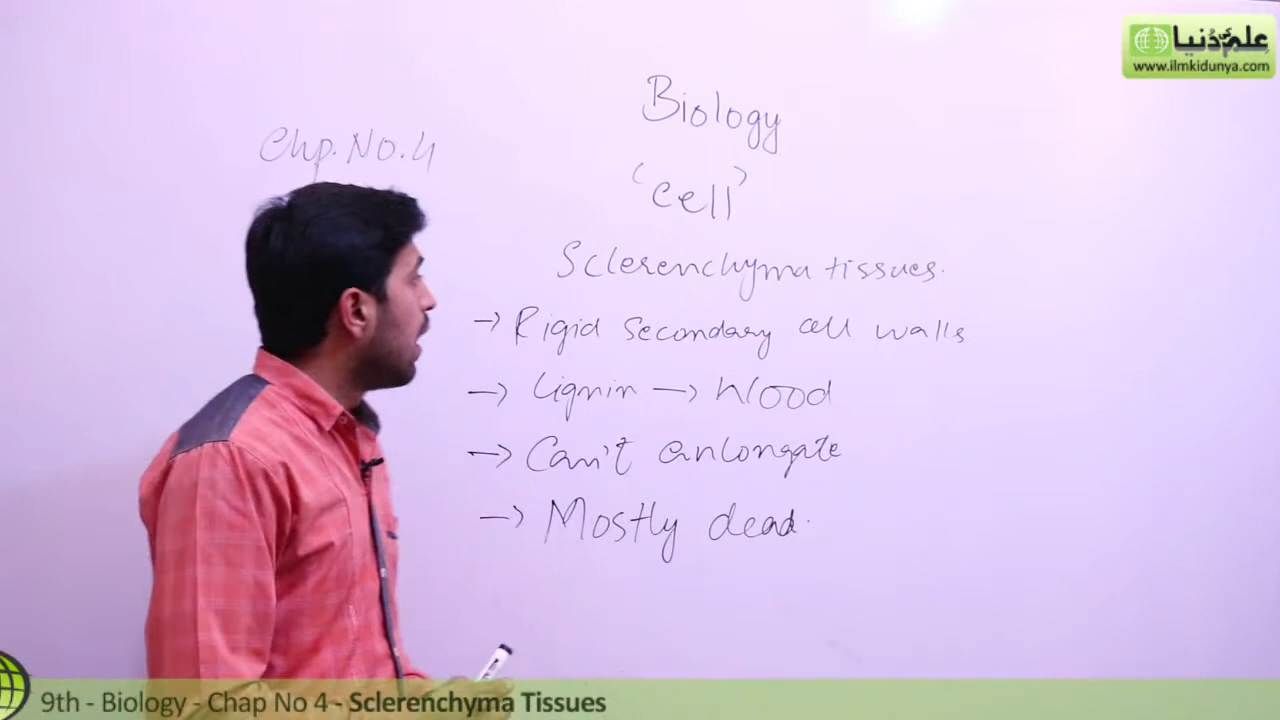 علم کی دُنیا
www.ilmkidunya.com
Biology
Chp. No. 4
'cell'
Sclerenchyma tissues.
→ Rigid Secondary cell walls
→ Lignin → Wood
→ Can't enlongate
→ Mostly dead.
9th - Biology - Chap No 4 - Sclerenchyma Tissues